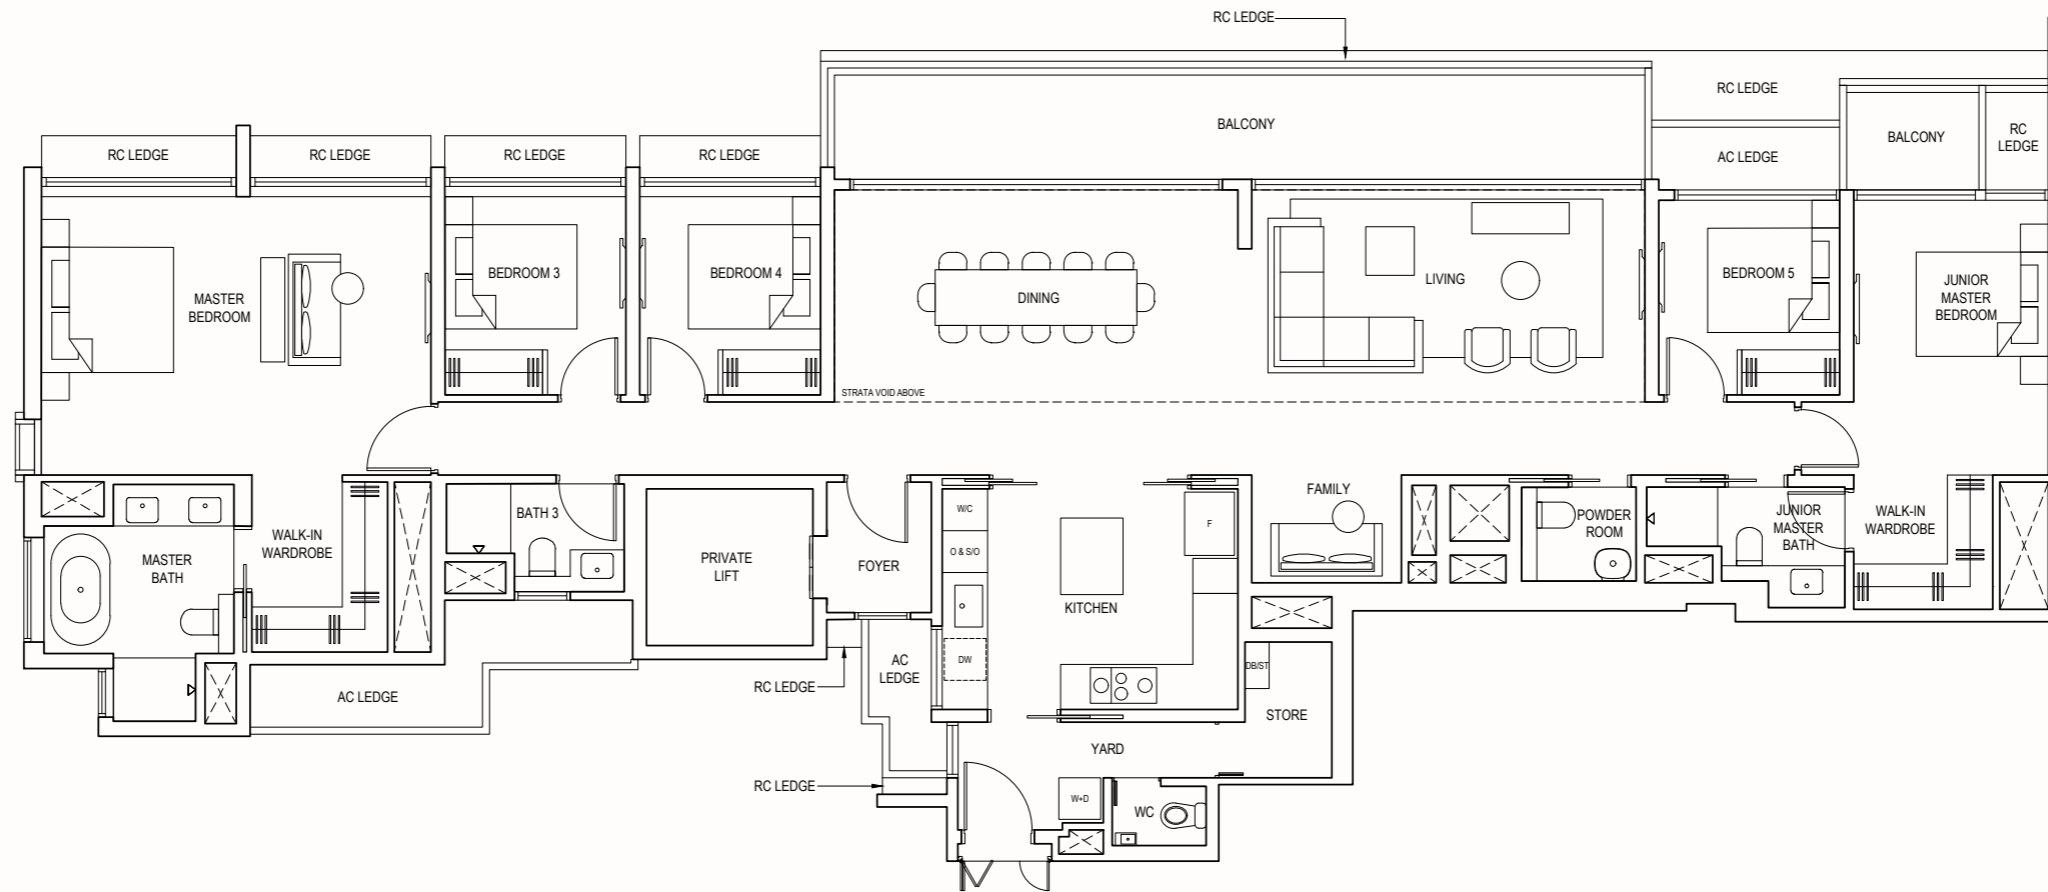 RC LEDGE
RC LEDGE
BALCONY
BALCONY
RC
LEDGE
RC LEDGE
RC LEDGE
RC LEDGE
RC LEDGE
AC LEDGE
MASTER
BEDROOM
BEDROOM 3
BEDROOM 4
DINING
LIVING
BEDROOM 5
JUNIOR
MASTER
BEDROOM
STRATA VOID ABOVE
FAMILY
BATH 3
W/C
F
POWDER
ROOM
JUNIOR
MASTER
BATH
WALK-IN
WARDROBE
WALK-IN
WARDROBE
MASTER
BATH
PRIVATE
LIFT
FOYER
O & S/O
KITCHEN
DW
AC
LEDGE
DB/ST
RC LEDGE
AC LEDGE
STORE
YARD
RC LEDGE
W+D
WC